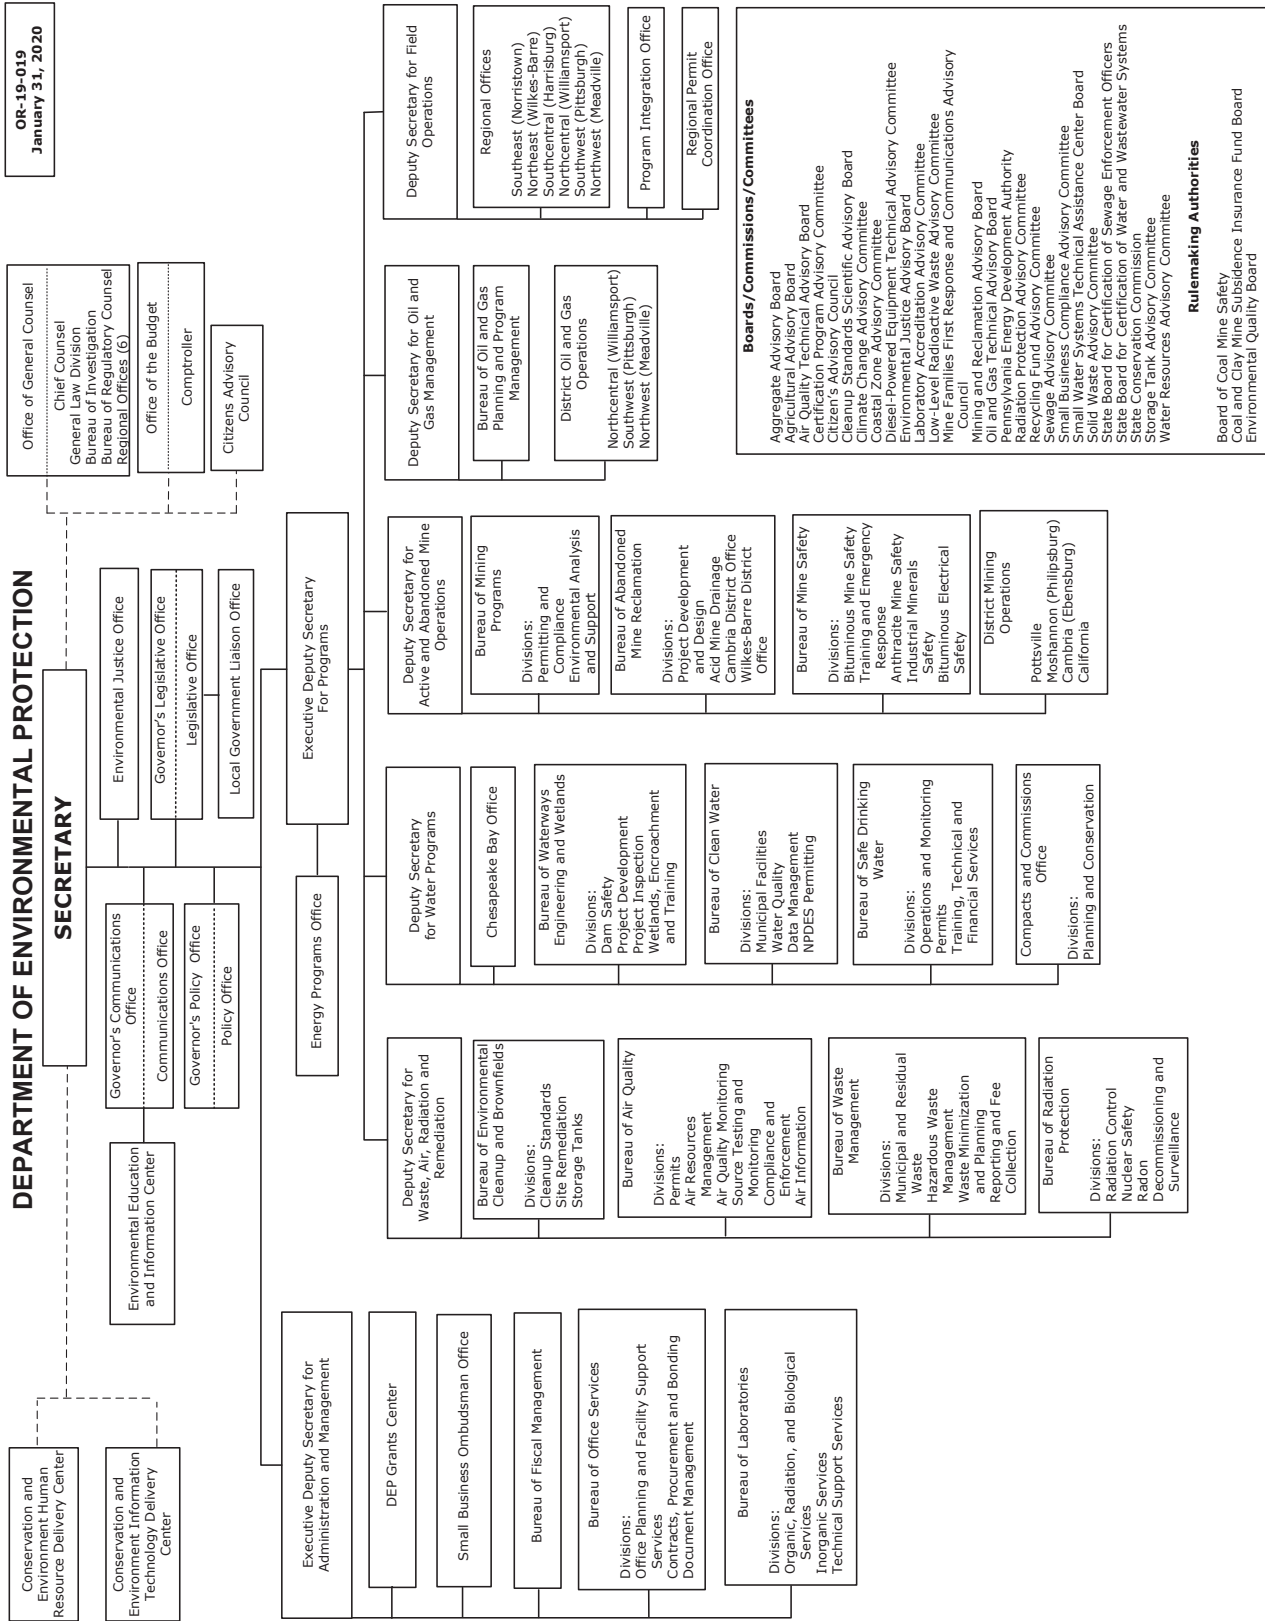 DEPARTMENT OF ENVIRONMENTAL PROTECTION
OR-19-019
January 31, 2020
SECRETARY
Conservation and
Environment Human
Resource Delivery Center
Conservation and
Environment Information
Technology Delivery
Center
Office of General Counsel
Chief Counsel
General Law Division
Bureau of Investigation
Bureau of Regulatory Counsel
Regional Offices (6)
Office of the Budget
Comptroller
Citizens Advisory
Council
Governor's Communications
Office
Communications Office
Environmental Education
and Information Center
Governor's Policy Office
Policy Office
Environmental Justice Office
Governor's Legislative Office
Legislative Office
Local Government Liaison Office
Executive Deputy Secretary for
Administration and Management
DEP Grants Center
Small Business Ombudsman Office
Bureau of Fiscal Management
Bureau of Office Services
Divisions:
Office Planning and Facility Support
Services
Contracts, Procurement and Bonding
Document Management
Bureau of Laboratories
Divisions:
Organic, Radiation, and Biological
Services
Inorganic Services
Technical Support Services
Executive Deputy Secretary
For Programs
Energy Programs Office
Deputy Secretary for
Waste, Air, Radiation and
Remediation
Bureau of Environmental
Cleanup and Brownfields
Divisions:
Cleanup Standards
Site Remediation
Storage Tanks
Bureau of Air Quality
Divisions:
Permits
Air Resources
Management
Air Quality Monitoring
Source Testing and
Monitoring
Compliance and
Enforcement
Air Information
Bureau of Waste
Management
Divisions:
Municipal and Residual
Waste
Hazardous Waste
Management
Waste Minimization
and Planning
Reporting and Fee
Collection
Bureau of Radiation
Protection
Divisions:
Radiation Control
Nuclear Safety
Radon
Decommissioning and
Surveillance
Deputy Secretary
for Water Programs
Chesapeake Bay Office
Bureau of Waterways
Engineering and Wetlands
Divisions:
Dam Safety
Project Development
Project Inspection
Wetlands, Encroachment
and Training
Bureau of Clean Water
Divisions:
Municipal Facilities
Water Quality
Data Management
NPDES Permitting
Bureau of Safe Drinking
Water
Divisions:
Operations and Monitoring
Permits
Training, Technical and
Financial Services
Compacts and Commissions
Office
Divisions:
Planning and Conservation
Deputy Secretary for
Active and Abandoned Mine
Operations
Bureau of Mining
Programs
Divisions:
Permitting and
Compliance
Environmental Analysis
and Support
Bureau of Abandoned
Mine Reclamation
Divisions:
Project Development
and Design
Acid Mine Drainage
Cambria District Office
Wilkes-Barre District
Office
Bureau of Mine Safety
Divisions:
Bituminous Mine Safety
Training and Emergency
Response
Anthracite Mine Safety
Industrial Minerals
Safety
Bituminous Electrical
Safety
District Mining
Operations
Pottsville
Moshannon (Philipsburg)
Cambria (Ebensburg)
California
Deputy Secretary for Oil and
Gas Management
Bureau of Oil and Gas
Planning and Program
Management
District Oil and Gas
Operations
Northcentral (Williamsport)
Southwest (Pittsburgh)
Northwest (Meadville)
Deputy Secretary for Field
Operations
Regional Offices
Southeast (Norristown)
Northeast (Wilkes-Barre)
Southcentral (Harrisburg)
Northcentral (Williamsport)
Southwest (Pittsburgh)
Northwest (Meadville)
Program Integration Office
Regional Permit
Coordination Office
Boards/Commissions/Committees
Aggregate Advisory Board
Agricultural Advisory Board
Air Quality Technical Advisory Board
Certification Program Advisory Committee
Citizen's Advisory Council
Cleanup Standards Scientific Advisory Board
Climate Change Advisory Committee
Coastal Zone Advisory Committee
Diesel-Powered Equipment Technical Advisory Committee
Environmental Justice Advisory Board
Laboratory Accreditation Advisory Committee
Low-Level Radioactive Waste Advisory Committee
Mine Families First Response and Communications Advisory
Council
Mining and Reclamation Advisory Board
Oil and Gas Technical Advisory Board
Pennsylvania Energy Development Authority
Radiation Protection Advisory Committee
Recycling Fund Advisory Committee
Sewage Advisory Committee
Small Business Compliance Advisory Committee
Small Water Systems Technical Assistance Center Board
Solid Waste Advisory Committee
State Board for Certification of Sewage Enforcement Officers
State Board for Certification of Water and Wastewater Systems
State Conservation Commission
Storage Tank Advisory Committee
Water Resources Advisory Committee
Rulemaking Authorities
Board of Coal Mine Safety
Coal and Clay Mine Subsidence Insurance Fund Board
Environmental Quality Board